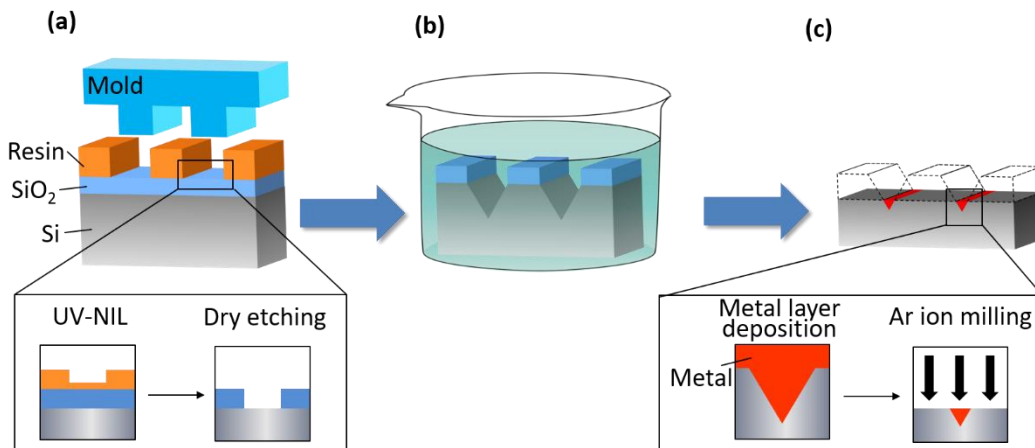 (a)
(b)
(c)
Mold
Resin
SiO₂
Si
UV-NIL
Dry etching
Metal layer
deposition
Ar ion milling
Metal